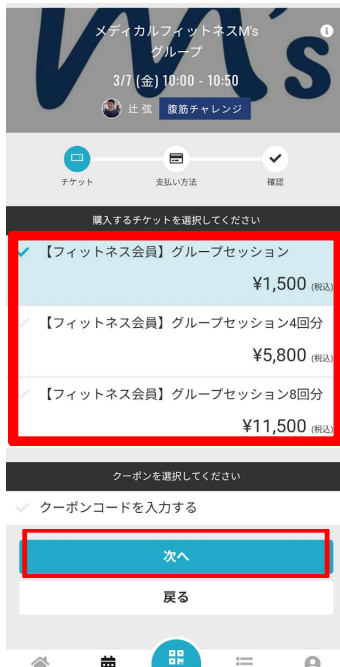 メディカルフィットネスM's
グループ
3/7 (金) 10:00 - 10:50
辻 弦 腹筋チャレンジ
チケット 支払い方法 確認
購入するチケットを選択してください
【フィットネス会員】グループセッション
¥1,500 (税込)
【フィットネス会員】グループセッション4回分
¥5,800 (税込)
【フィットネス会員】グループセッション8回分
¥11,500 (税込)
クーポンを選択してください
クーポンコードを入力する
次へ
戻る